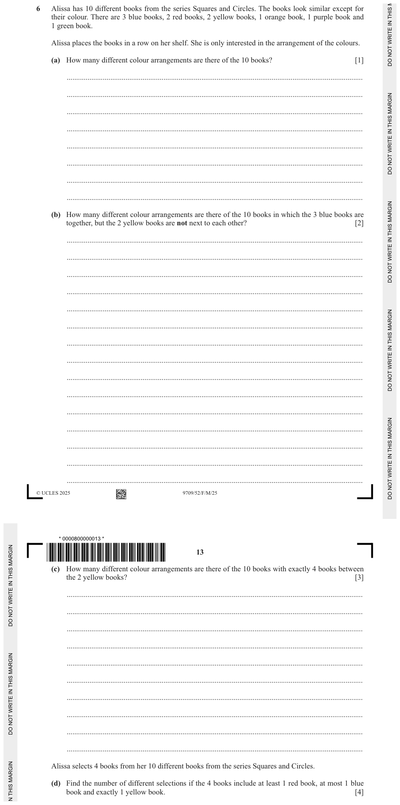 6 Alissa has 10 different books from the series Squares and Circles. The books look similar except for
their colour. There are 3 blue books, 2 red books, 2 yellow books, 1 orange book, 1 purple book and
1 green book.
Alissa places the books in a row on her shelf. She is only interested in the arrangement of the colours.
(a) How many different colour arrangements are there of the 10 books? [1]
(b) How many different colour arrangements are there of the 10 books in which the 3 blue books are
together, but the 2 yellow books are not next to each other? [2]
© UCLES 2025 9709/52/F/M/25
DO NOT WRITE IN THIS M
DO NOT WRITE IN THIS MARGIN
DO NOT WRITE IN THIS MARGIN
DO NOT WRITE IN THIS MARGIN
DO NOT WRITE IN THIS MARGIN
* 0000800000013 *
13
(c) How many different colour arrangements are there of the 10 books with exactly 4 books between
the 2 yellow books? [3]
Alissa selects 4 books from her 10 different books from the series Squares and Circles.
(d) Find the number of different selections if the 4 books include at least 1 red book, at most 1 blue
book and exactly 1 yellow book. [4]
DO NOT WRITE IN THIS MARGIN
DO NOT WRITE IN THIS MARGIN
N THIS MARGIN